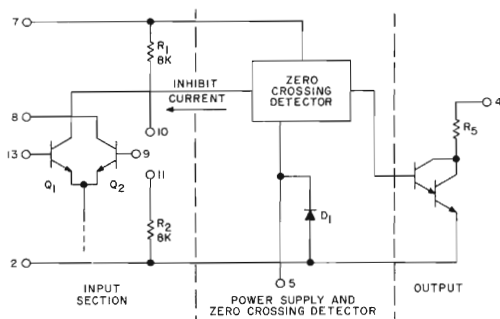 7
R1
8K
INHIBIT
CURRENT
ZERO
CROSSING
DETECTOR
4
R5
8
10
13
9
Q1
Q2
11
R2
8K
D1
2
5
INPUT
SECTION
POWER SUPPLY AND
ZERO CROSSING DETECTOR
OUTPUT